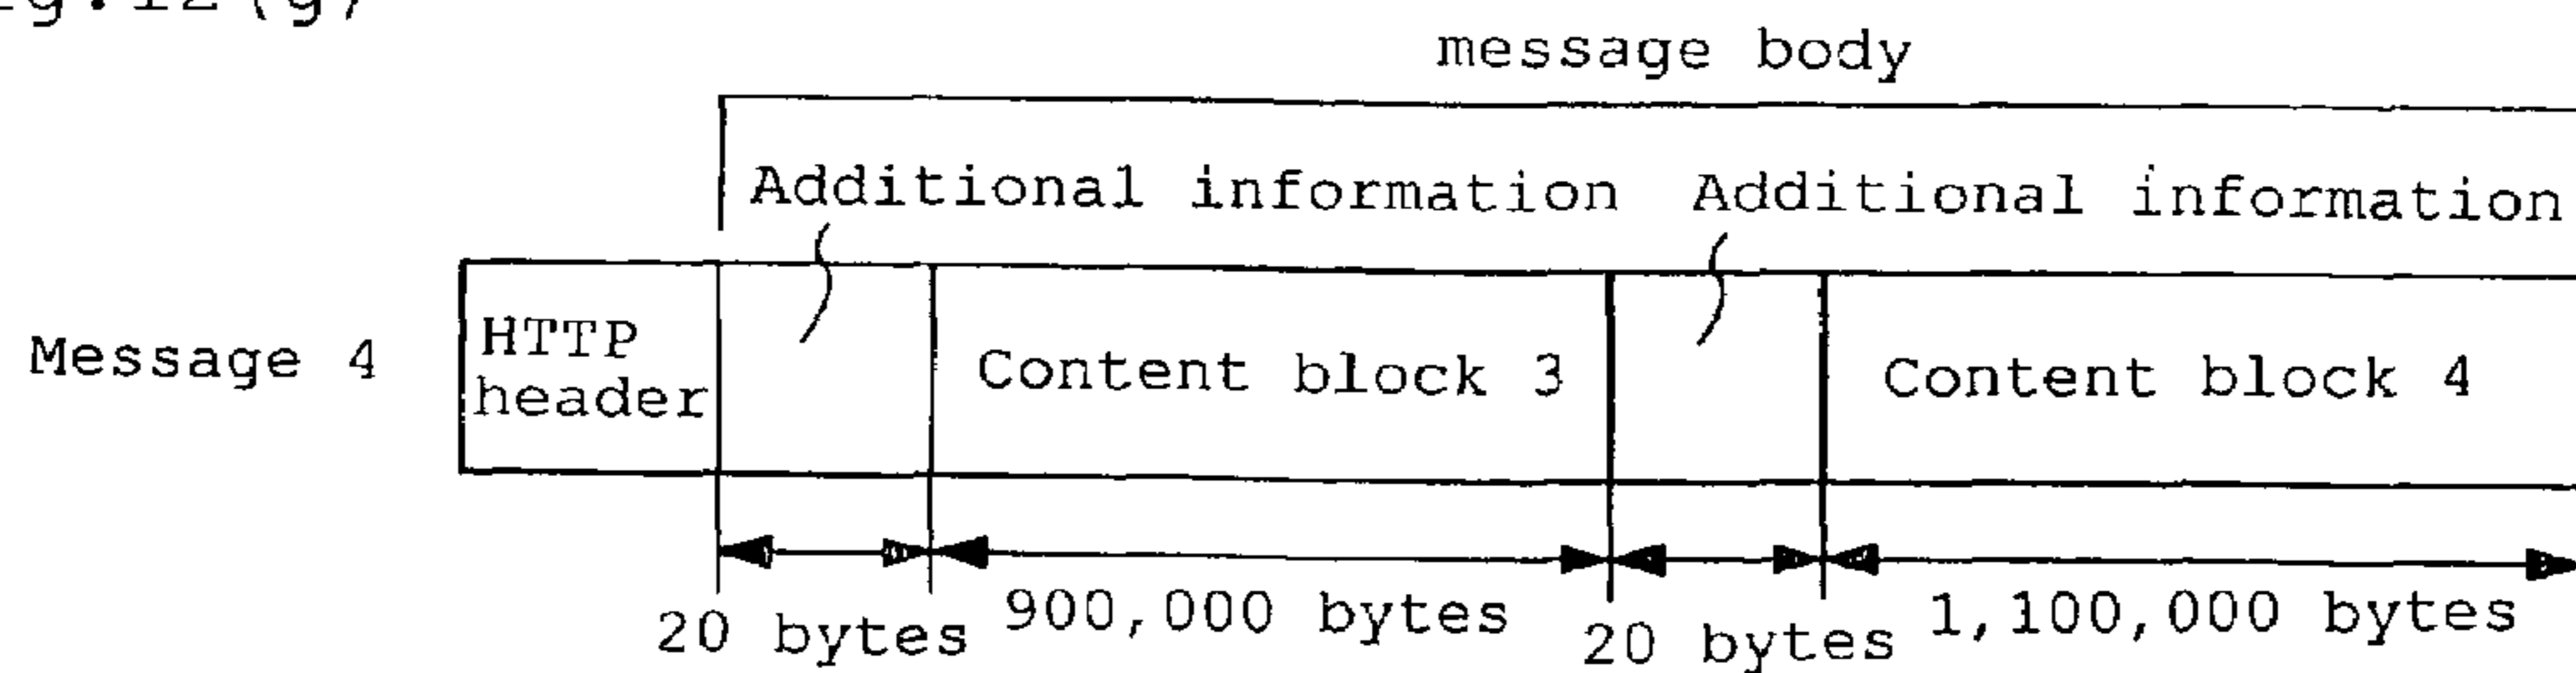 message body
Additional information Additional information
Message 4
HTTP
header
Content block 3
Content block 4
20 bytes
900,000 bytes
20 bytes
1,100,000 bytes